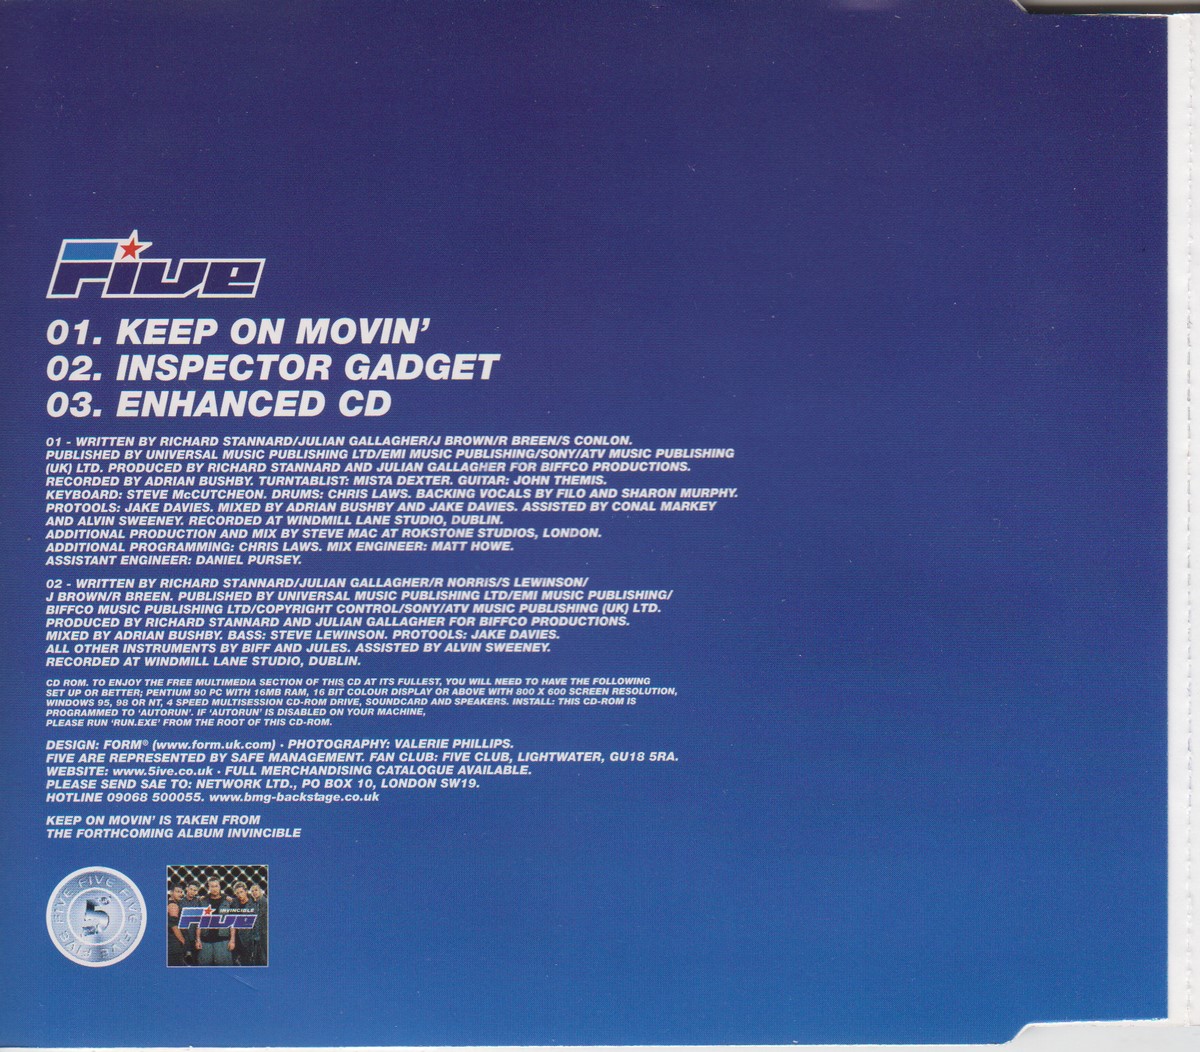 Five
01. KEEP ON MOVIN'
02. INSPECTOR GADGET
03. ENHANCED CD
01 - WRITTEN BY RICHARD STANNARD/JULIAN GALLAGHER/J BROWN/R BREEN/S CONLON.
PUBLISHED BY UNIVERSAL MUSIC PUBLISHING LTD/EMI MUSIC PUBLISHING/SONY/ATV MUSIC PUBLISHING
(UK) LTD. PRODUCED BY RICHARD STANNARD AND JULIAN GALLAGHER FOR BIFFCO PRODUCTIONS.
RECORDED BY ADRIAN BUSHBY. TURNTABLIST: MISTA DEXTER. GUITAR: JOHN THEMIS.
KEYBOARD: STEVE McCUTCHEON. DRUMS: CHRIS LAWS. BACKING VOCALS BY FILO AND SHARON MURPHY.
PROTOOLS: JAKE DAVIES. MIXED BY ADRIAN BUSHBY AND JAKE DAVIES. ASSISTED BY CONAL MARKEY
AND ALVIN SWEENEY. RECORDED AT WINDMILL LANE STUDIO, DUBLIN.
ADDITIONAL PRODUCTION AND MIX BY STEVE MAC AT ROKSTONE STUDIOS, LONDON.
ADDITIONAL PROGRAMMING: CHRIS LAWS. MIX ENGINEER: MATT HOWE.
ASSISTANT ENGINEER: DANIEL PURSEY.
02 - WRITTEN BY RICHARD STANNARD/JULIAN GALLAGHER/R NORRIS/S LEWINSON/
J BROWN/R BREEN. PUBLISHED BY UNIVERSAL MUSIC PUBLISHING LTD/EMI MUSIC PUBLISHING/
BIFFCO MUSIC PUBLISHING LTD/COPYRIGHT CONTROL/SONY/ATV MUSIC PUBLISHING (UK) LTD.
PRODUCED BY RICHARD STANNARD AND JULIAN GALLAGHER FOR BIFFCO PRODUCTIONS.
MIXED BY ADRIAN BUSHBY. BASS: STEVE LEWINSON. PROTOOLS: JAKE DAVIES.
ALL OTHER INSTRUMENTS BY BIFF AND JULES. ASSISTED BY ALVIN SWEENEY.
RECORDED AT WINDMILL LANE STUDIO, DUBLIN.
CD ROM. TO ENJOY THE FREE MULTIMEDIA SECTION OF THIS CD AT ITS FULLEST, YOU WILL NEED TO HAVE THE FOLLOWING
SET UP OR BETTER; PENTIUM 90 PC WITH 16MB RAM, 16 BIT COLOUR DISPLAY OR ABOVE WITH 800 X 600 SCREEN RESOLUTION,
WINDOWS 95, 98 OR NT, 4 SPEED MULTISESSION CD-ROM DRIVE, SOUNDCARD AND SPEAKERS. INSTALL: THIS CD-ROM IS
PROGRAMMED TO 'AUTORUN'. IF 'AUTORUN' IS DISABLED ON YOUR MACHINE,
PLEASE RUN 'RUN.EXE' FROM THE ROOT OF THIS CD-ROM.
DESIGN: FORM® (www.form.uk.com) · PHOTOGRAPHY: VALERIE PHILLIPS.
FIVE ARE REPRESENTED BY SAFE MANAGEMENT. FAN CLUB: FIVE CLUB, LIGHTWATER, GU18 5RA.
WEBSITE: www.5ive.co.uk · FULL MERCHANDISING CATALOGUE AVAILABLE.
PLEASE SEND SAE TO: NETWORK LTD., PO BOX 10, LONDON SW19.
HOTLINE 09068 500055. www.bmg-backstage.co.uk
KEEP ON MOVIN' IS TAKEN FROM
THE FORTHCOMING ALBUM INVINCIBLE
FIVE FIVE FIVE FIVE FIVE FIVE
5
INVINCIBLE
Five